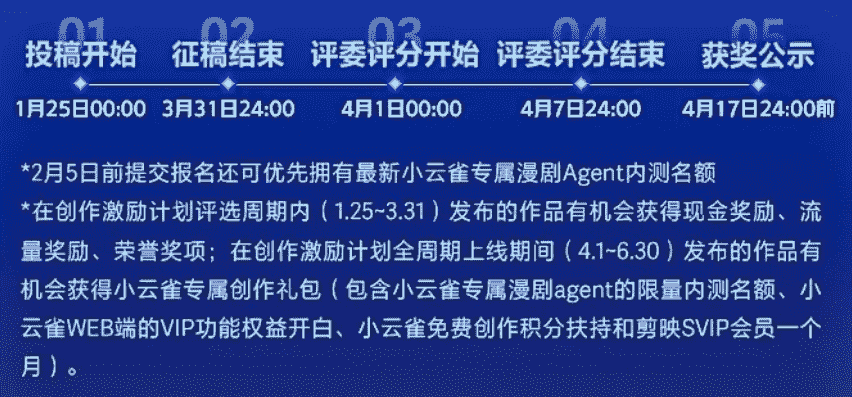 01 02 03 04 05
投稿开始 征稿结束 评委评分开始 评委评分结束 获奖公示
1月25日00:00 3月31日24:00 4月1日00:00 4月7日24:00 4月17日24:00前
*2月5日前提交报名还可优先拥有最新小云雀专属漫剧Agent内测名额
*在创作激励计划评选周期内（1.25~3.31）发布的作品有机会获得现金奖励、流
量奖励、荣誉奖项；在创作激励计划全周期上线期间（4.1~6.30）发布的作品有
机会获得小云雀专属创作礼包（包含小云雀专属漫剧agent的限量内测名额、小
云雀WEB端的VIP功能权益开白、小云雀免费创作积分扶持和剪映SVIP会员一个
月）。